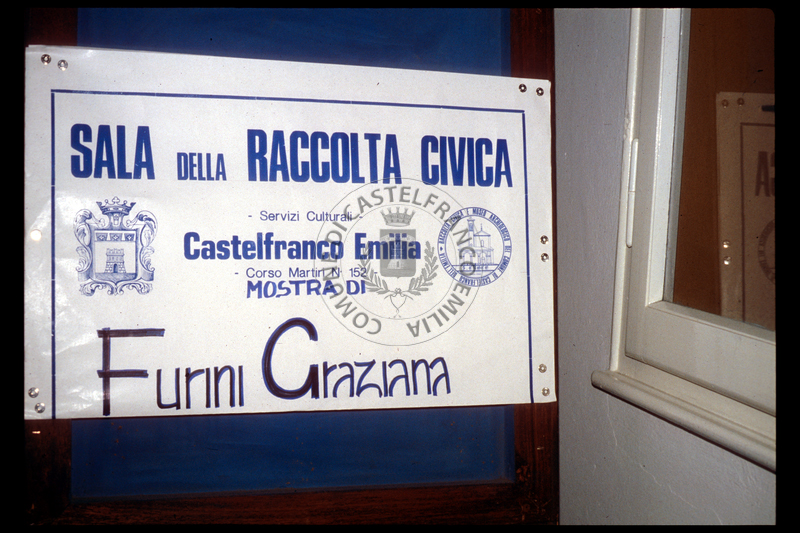 SALA DELLA RACCOLTA CIVICA
- Servizi Culturali
Castelfranco Emilia
- Corso Martiri N 152
MOSTRA DI
Furini Graziana
COMUNE DI CASTELFRANCO EMILIA